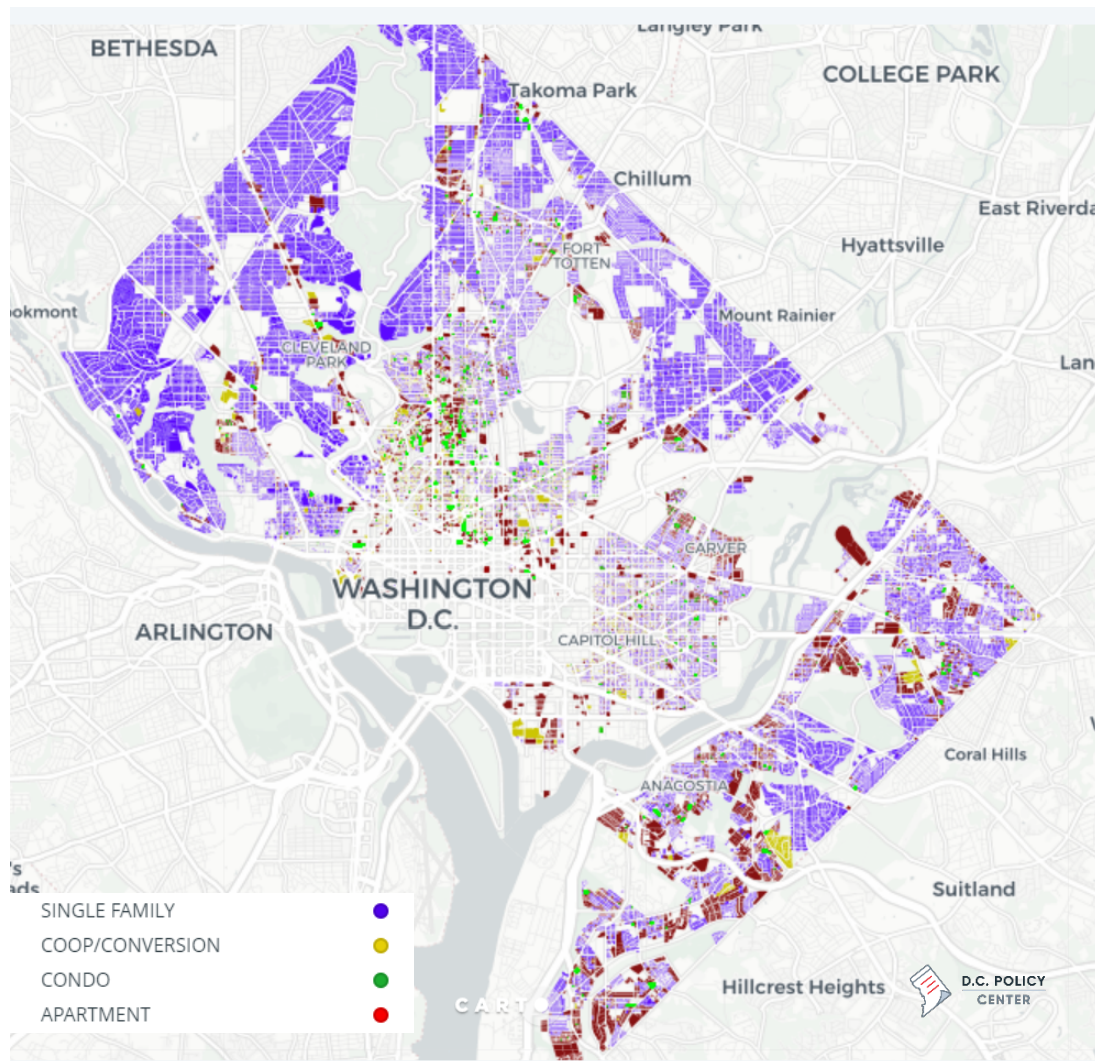 Langley Park
BETHESDA
COLLEGE PARK
Takoma Park
Chillum
East Riverda
FORT
TOTTEN
Hyattsville
okmont
Mount Rainier
CLEVELAND
PARK
Lan
CARVER
WASHINGTON
D.C.
ARLINGTON
CAPITOL HILL
Coral Hills
ANACOSTIA
's
ads
Suitland
SINGLE FAMILY
COOP/CONVERSION
CONDO
APARTMENT
CARTO
Hillcrest Heights
D.C. POLICY
CENTER